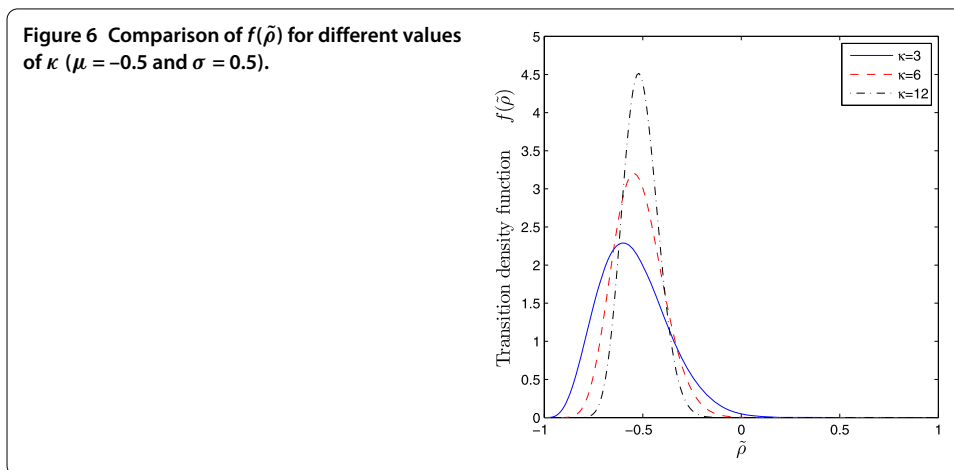 Figure 6 Comparison of f(ρ̃) for different values
of κ (μ = –0.5 and σ = 0.5).
5
4.5
4
3.5
3
2.5
2
1.5
1
0.5
0
Transition density function f(ρ̃)
κ=3
κ=6
κ=12
−1
−0.5
0
0.5
1
ρ̃